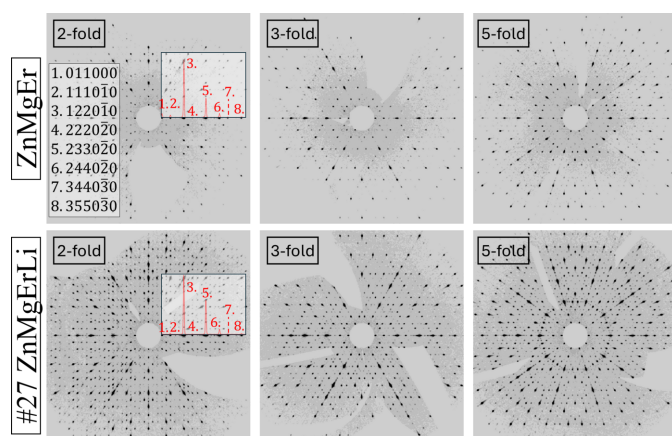 ZnMgEr
2-fold
3-fold
5-fold
1. 011000
2. 11101̅0
3. 12201̅0
4. 22202̅0
5. 23302̅0
6. 24402̅0
7. 34403̅0
8. 35503̅0
3.
5.
7.
1.2.
4.
6.
8.
#27 ZnMgErLi
2-fold
3-fold
5-fold
3.
5.
7.
1.2.
4.
6.
8.